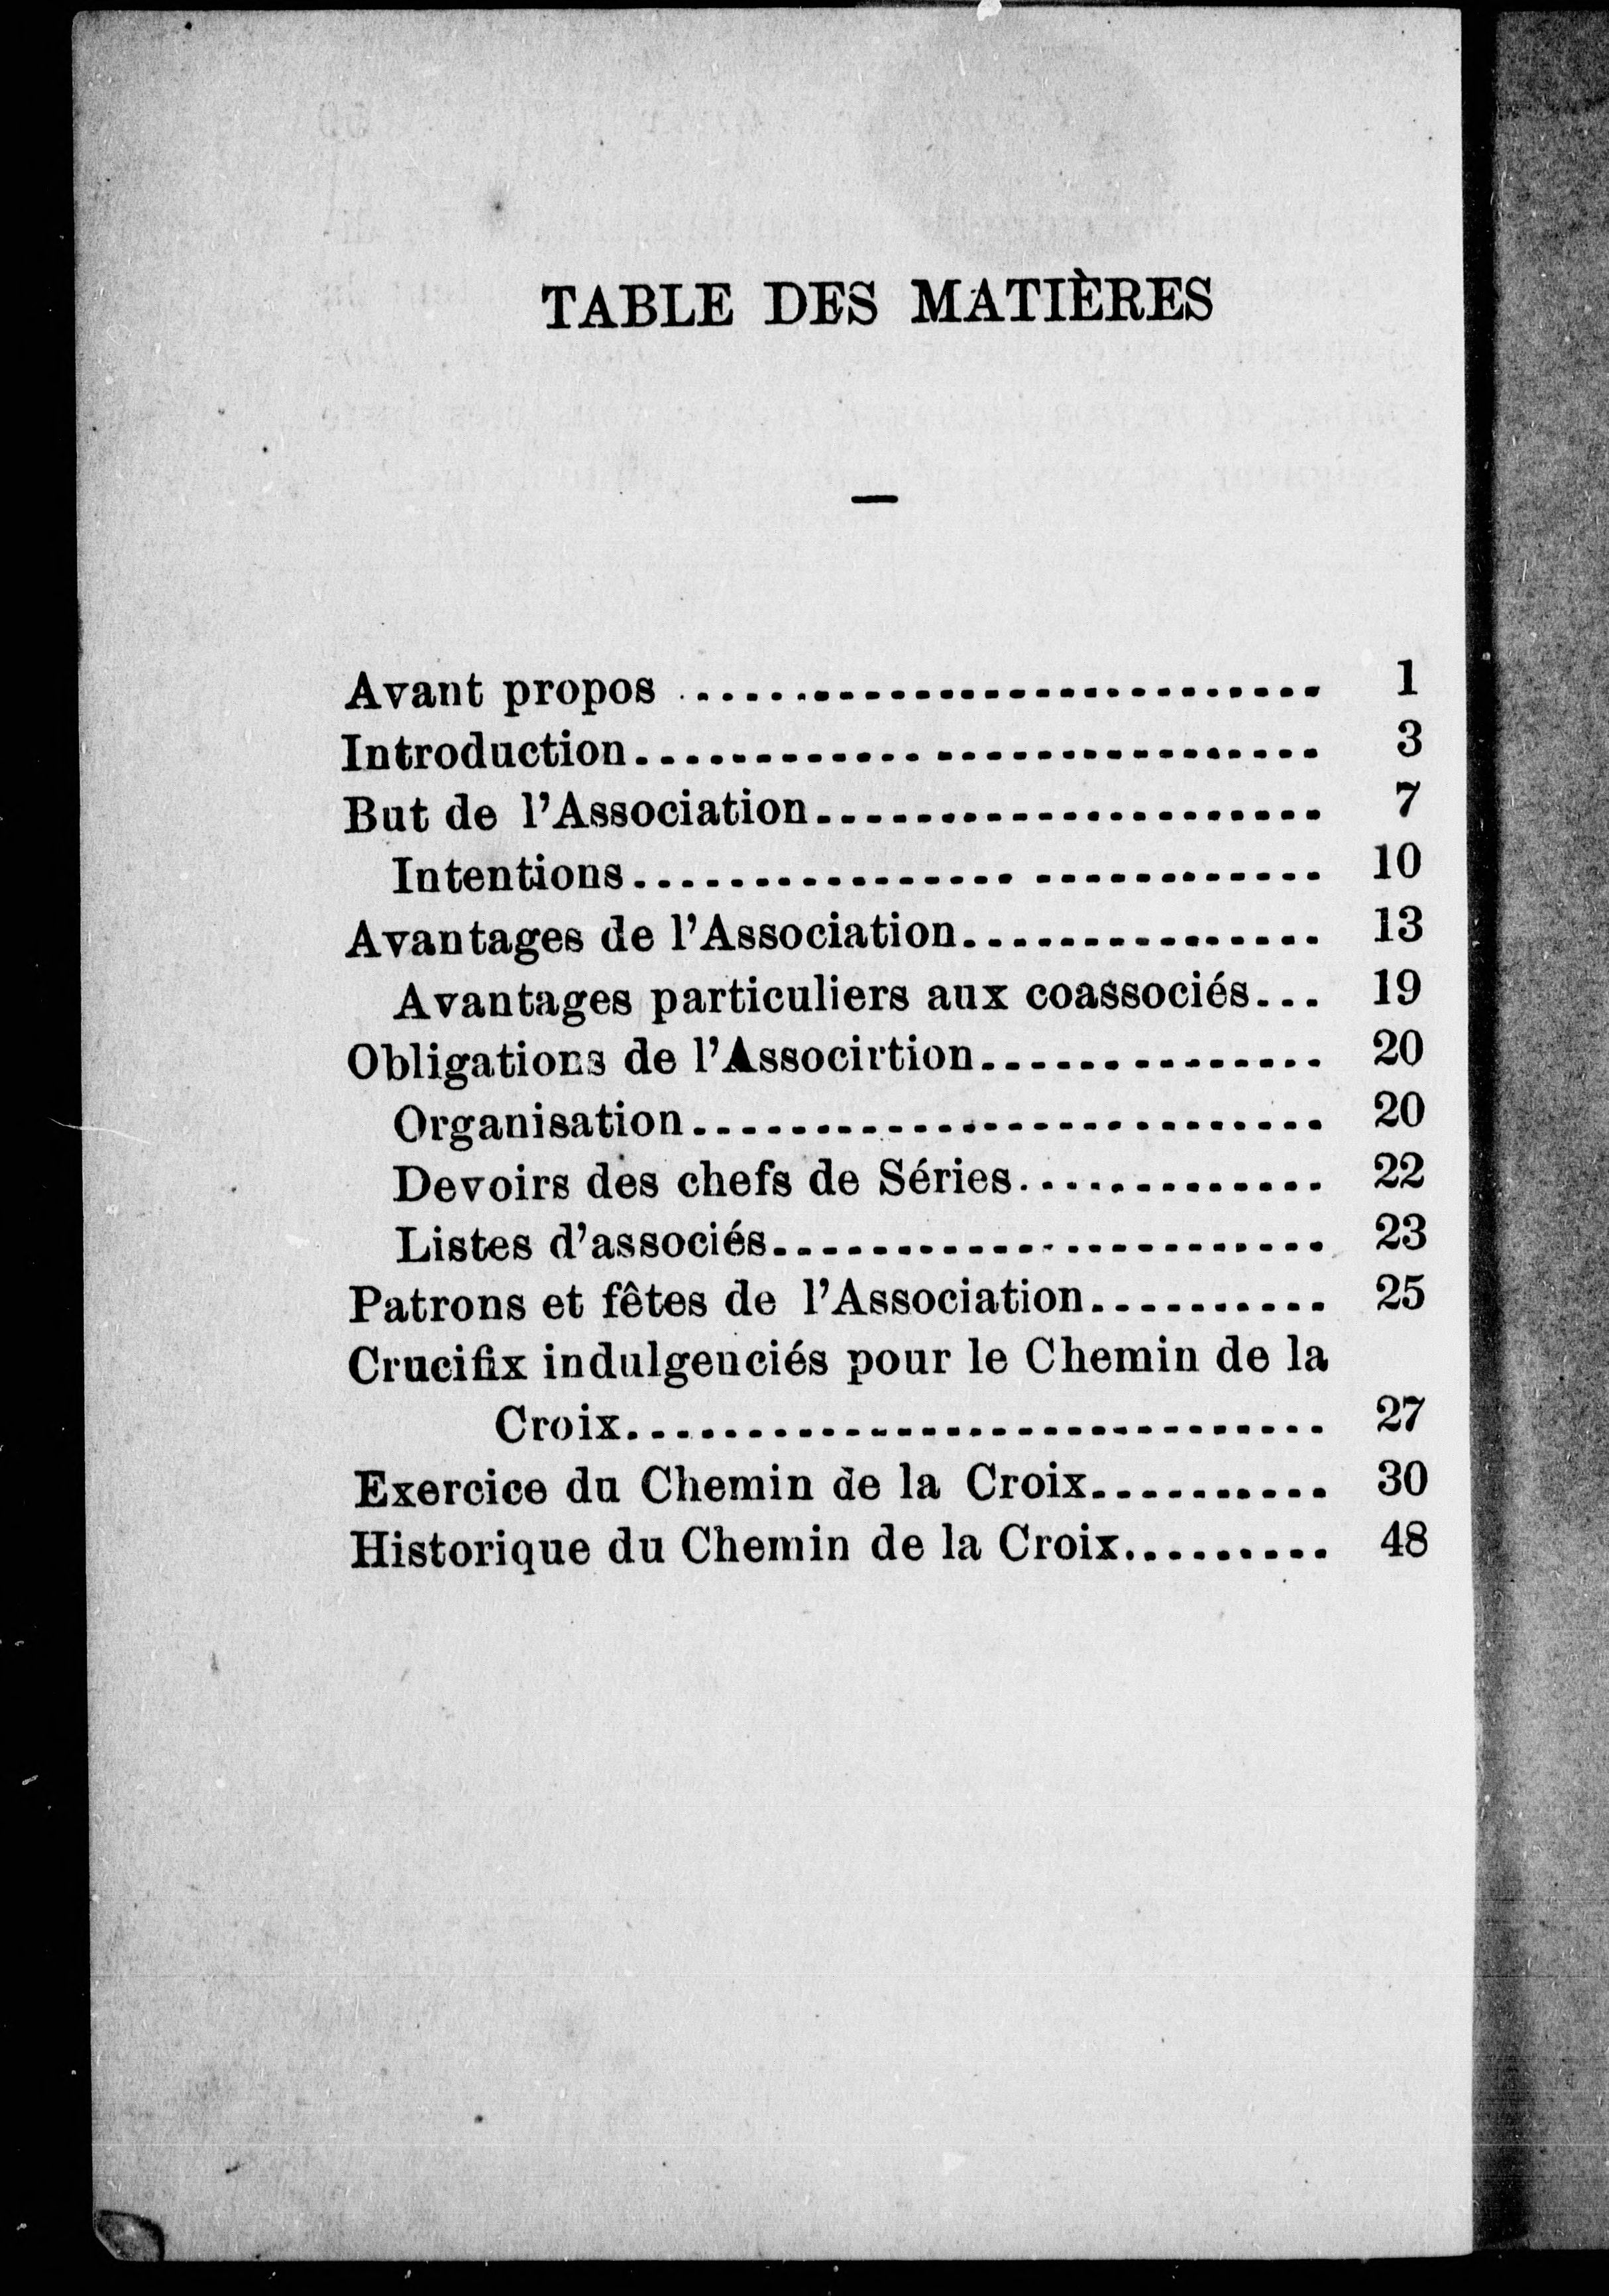 TABLE DES MATIÈRES
—
Avant propos ............................ 1
Introduction............................ 3
But de l'Association..................... 7
Intentions............................ 10
Avantages de l'Association............... 13
Avantages particuliers aux coassociés... 19
Obligations de l'Associrtion.............. 20
Organisation.......................... 20
Devoirs des chefs de Séries............. 22
Listes d'associés....................... 23
Patrons et fêtes de l'Association.......... 25
Crucifix indulgenciés pour le Chemin de la
Croix............................. 27
Exercice du Chemin de la Croix.......... 30
Historique du Chemin de la Croix......... 48